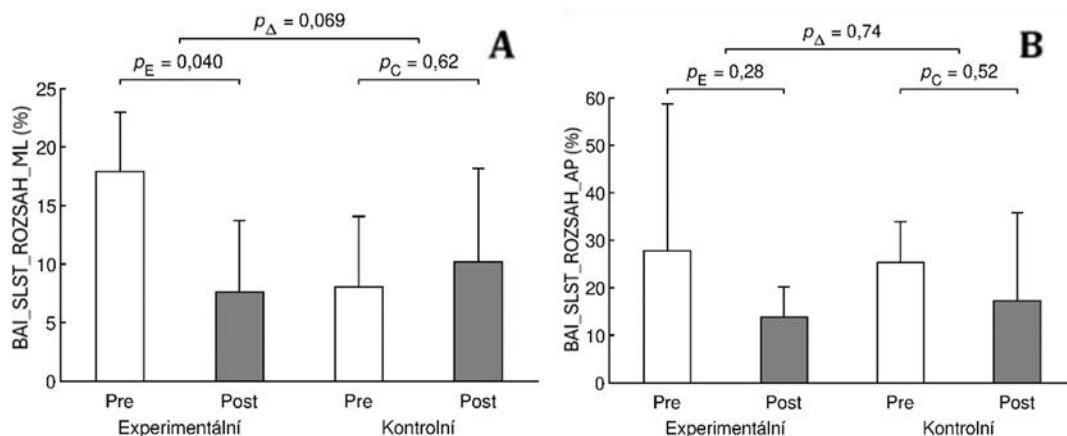 A
p_Δ = 0,069
p_E = 0,040
p_C = 0,62
BAI_SLST_ROZSAH_ML (%)
25
20
15
10
5
0
Pre
Post
Pre
Post
Experimentální
Kontrolní
B
p_Δ = 0,74
p_E = 0,28
p_C = 0,52
BAI_SLST_ROZSAH_AP (%)
60
50
40
30
20
10
0
Pre
Post
Pre
Post
Experimentální
Kontrolní